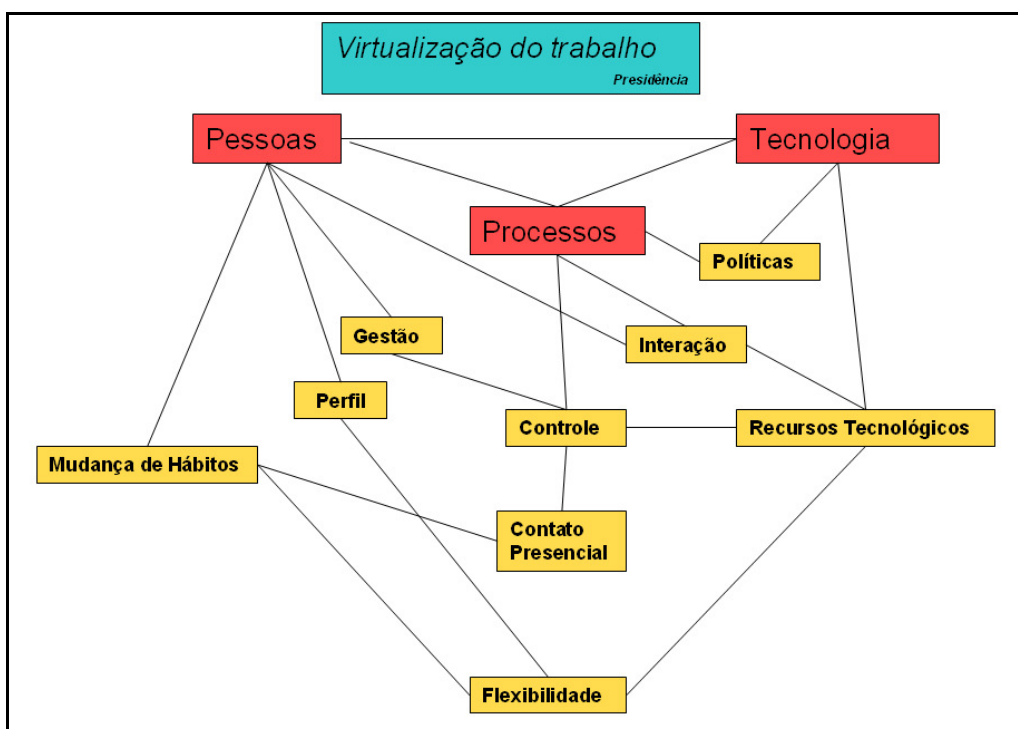 Virtualização do trabalho
Presidência
Pessoas
Tecnologia
Processos
Políticas
Gestão
Interação
Perfil
Controle
Recursos Tecnológicos
Mudança de Hábitos
Contato
Presencial
Flexibilidade